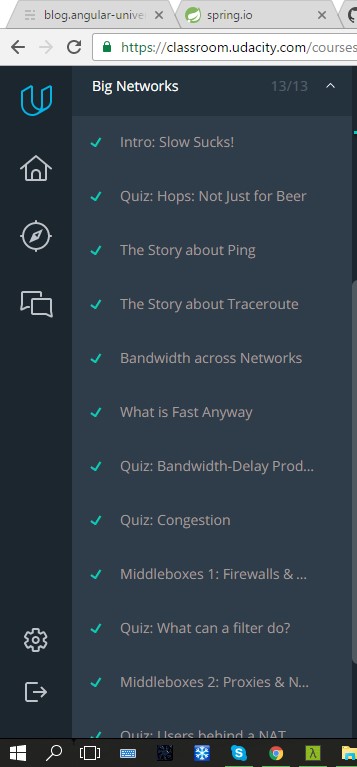 blog.angular-unive
spring.io
https://classroom.udacity.com/courses
Big Networks 13/13
Intro: Slow Sucks!
Quiz: Hops: Not Just for Beer
The Story about Ping
The Story about Traceroute
Bandwidth across Networks
What is Fast Anyway
Quiz: Bandwidth-Delay Prod...
Quiz: Congestion
Middleboxes 1: Firewalls & ...
Quiz: What can a filter do?
Middleboxes 2: Proxies & N...
Quiz: Users behind a NAT